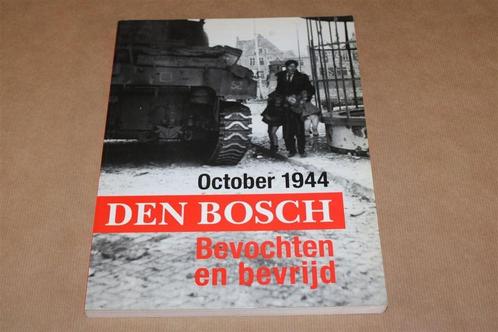 October 1944
DEN BOSCH
Bevochten
en bevrijd